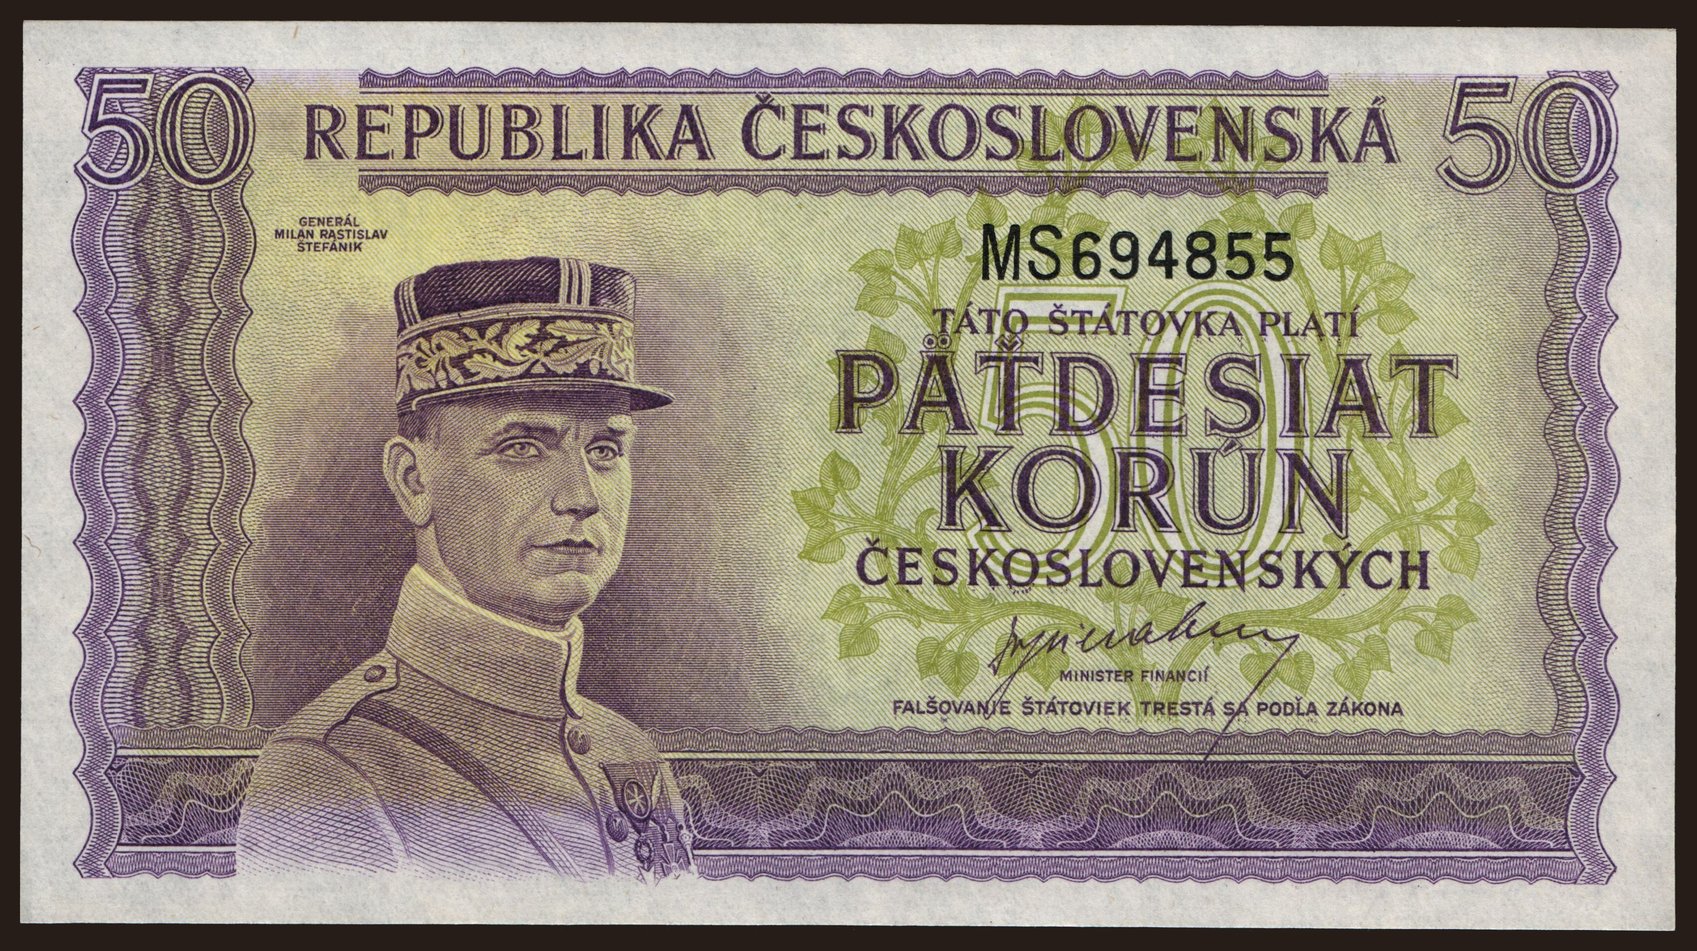 50 REPUBLIKA ČESKOSLOVENSKÁ 50
GENERÁL
MILAN RASTISLAV
ŠTEFÁNIK
MS694855
TÁTO ŠTÁTOVKA PLATÍ
50
PÄŤDESIAT
KORÚN
ČESKOSLOVENSKÝCH
MINISTER FINANCIÍ
FALŠOVANIE ŠTÁTOVIEK TRESTÁ SA PODĽA ZÁKONA